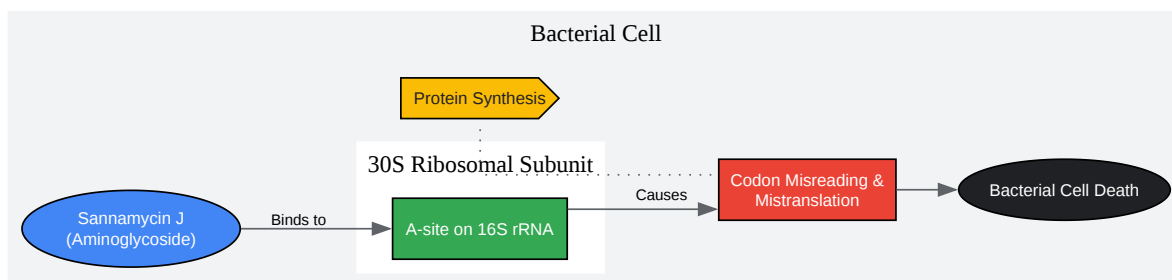 Bacterial Cell
Protein Synthesis
30S Ribosomal Subunit
Sannamycin J
(Aminoglycoside)
Binds to
A-site on 16S rRNA
Causes
Codon Misreading &
Mistranslation
Bacterial Cell Death